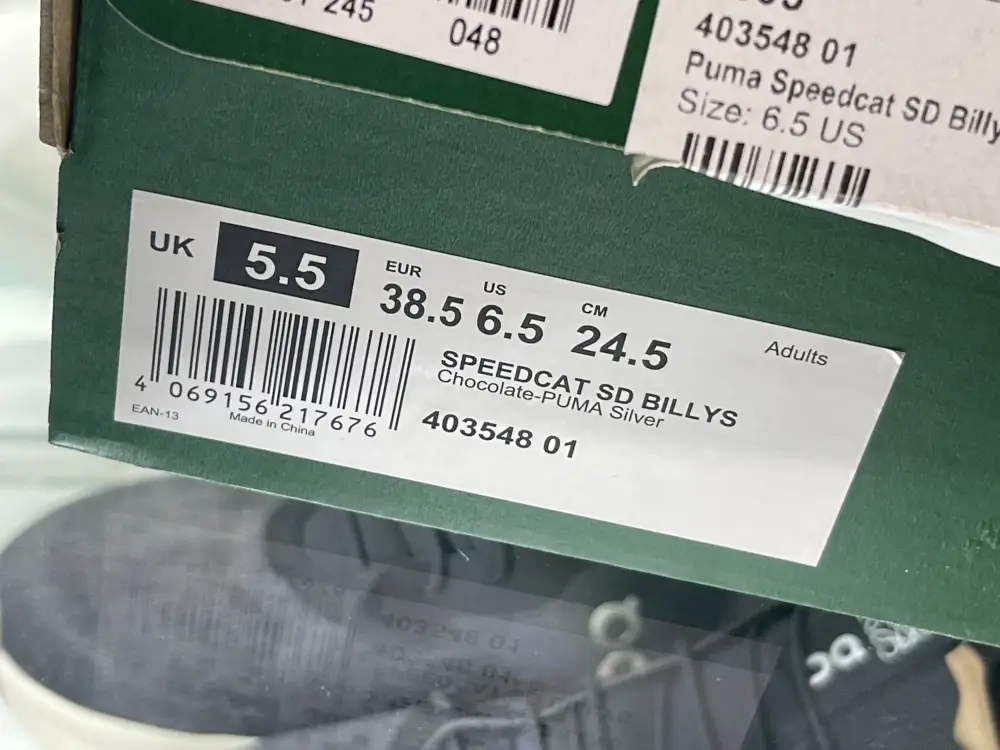 245
048
403548 01
Puma Speedcat SD Billy
Size: 6.5 US
UK 5.5
EUR 38.5
US 6.5
CM 24.5
Adults
SPEEDCAT SD BILLYS
Chocolate-PUMA Silver
403548 01
4 069156 217676
EAN-13
Made in China